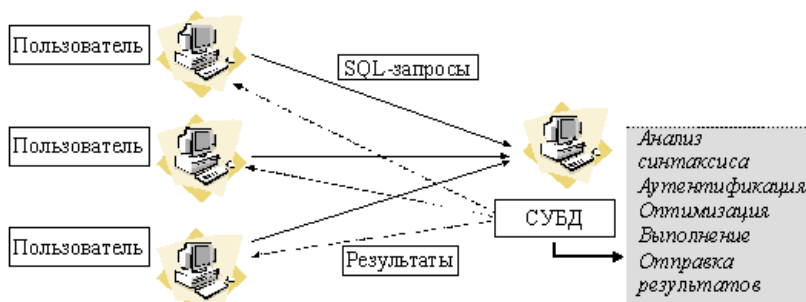 Пользователь
SQL-запросы
Пользователь
Анализ
синтаксиса
Аутентификация
Оптимизация
Выполнение
Отправка
результатов
СУБД
Пользователь
Результаты